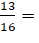 13/16 =